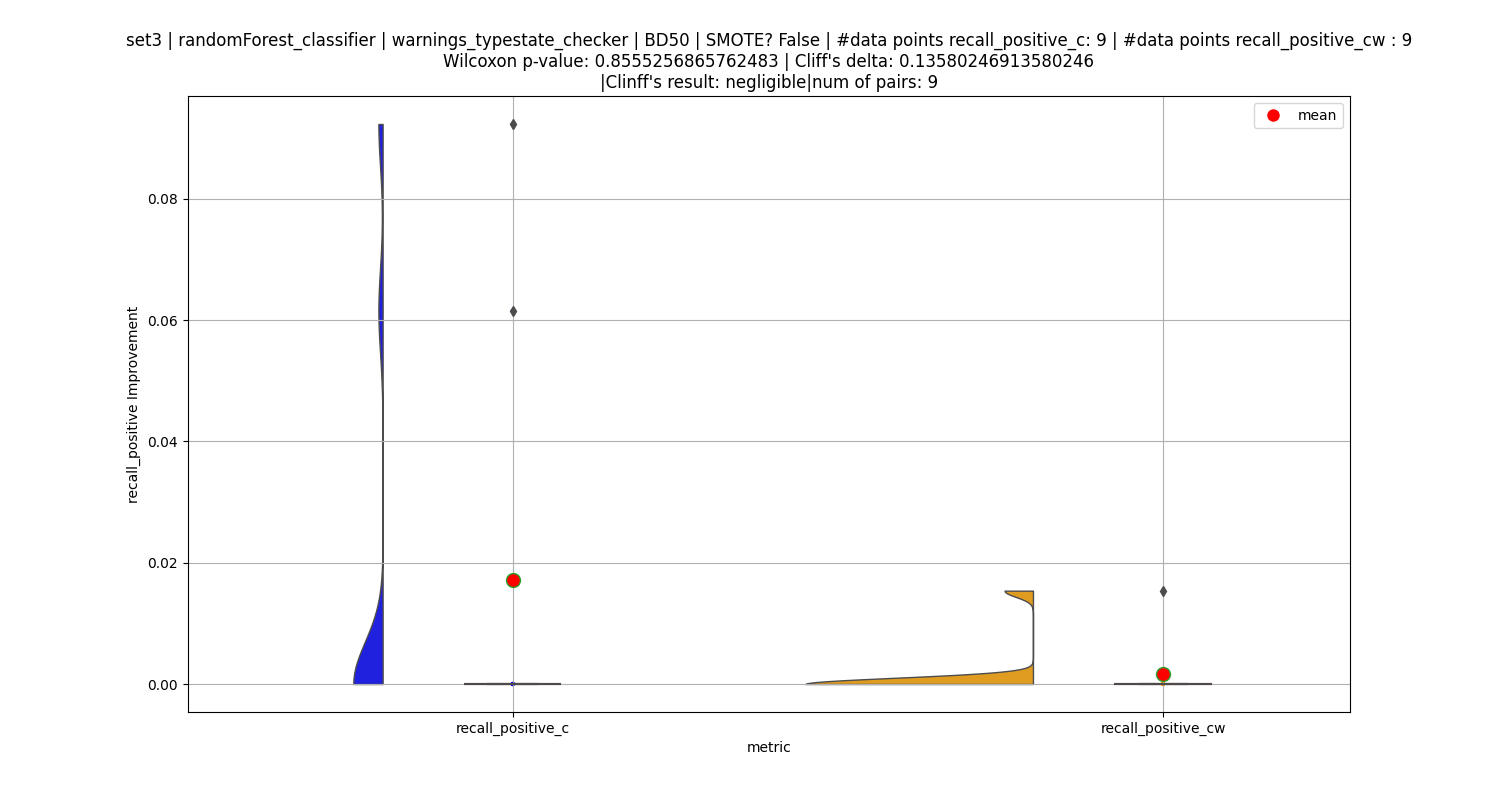 set3 | randomForest_classifier | warnings_typestate_checker | BD50 | SMOTE? False | #data points recall_positive_c: 9 | #data points recall_positive_cw : 9
Wilcoxon p-value: 0.8555256865762483 | Cliff's delta: 0.13580246913580246
|Clinff's result: negligible|num of pairs: 9
mean
0.08
0.06
0.04
0.02
0.00
recall_positive Improvement
recall_positive_c
recall_positive_cw
metric